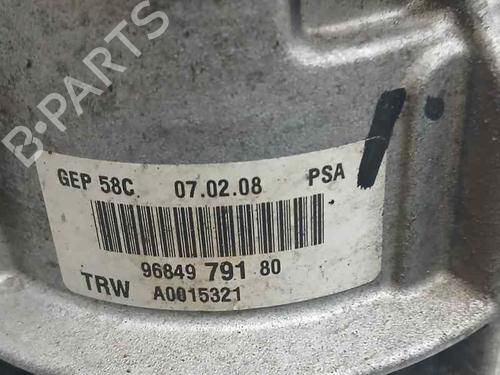 GEP 58C. 07.02.08 PSA
96849 791 80
TRW A0015321
B-PARTS